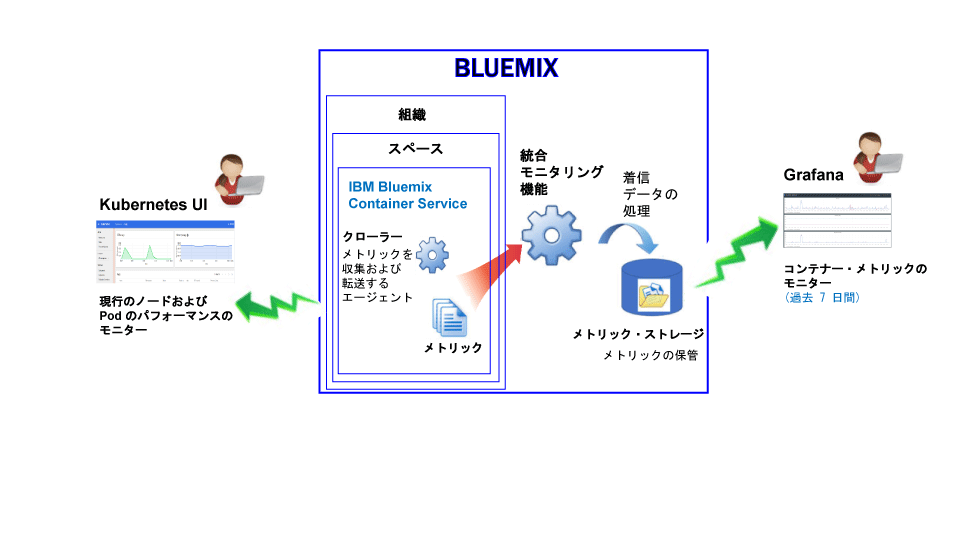 BLUEMIX
組織
スペース
IBM Bluemix
Container Service
クローラー
メトリックを
収集および
転送する
エージェント
メトリック
統合
モニタリング
機能
着信
データの
処理
メトリック・ストレージ
メトリックの保管
Kubernetes UI
現行のノードおよび
Pod のパフォーマンスの
モニター
Grafana
コンテナー・メトリックの
モニター
(過去 7 日間)